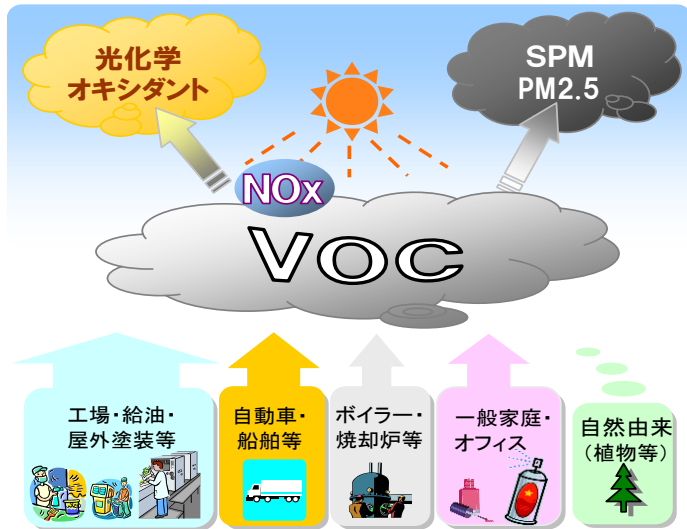 光化学
オキシダント
SPM
PM2.5
NOx
VOC
工場・給油・
屋外塗装等
自動車・
船舶等
ボイラー・
焼却炉等
一般家庭・
オフィス
自然由来
（植物等）